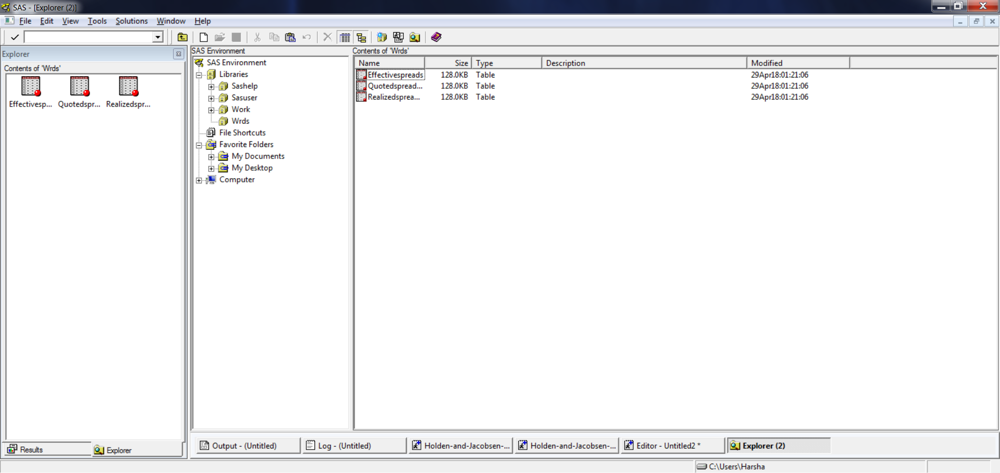 SAS - [Explorer (2)]
File Edit View Tools Solutions Window Help
Explorer
Contents of 'Wrds'
Effectivesp... Quotedspr... Realizedspr...
Results Explorer
SAS Environment
SAS Environment
Libraries
Sashelp
Sasuser
Work
Wrds
File Shortcuts
Favorite Folders
My Documents
My Desktop
Computer
Contents of 'Wrds'
Name Size Type Description Modified
Effectivespreads 128.0KB Table 29Apr18:01:21:06
Quotedspread... 128.0KB Table 29Apr18:01:21:06
Realizedsprea... 128.0KB Table 29Apr18:01:21:06
Output - (Untitled) Log - (Untitled) Holden-and-Jacobsen-... Holden-and-Jacobsen-... Editor - Untitled2 * Explorer (2)
C:\Users\Harsha